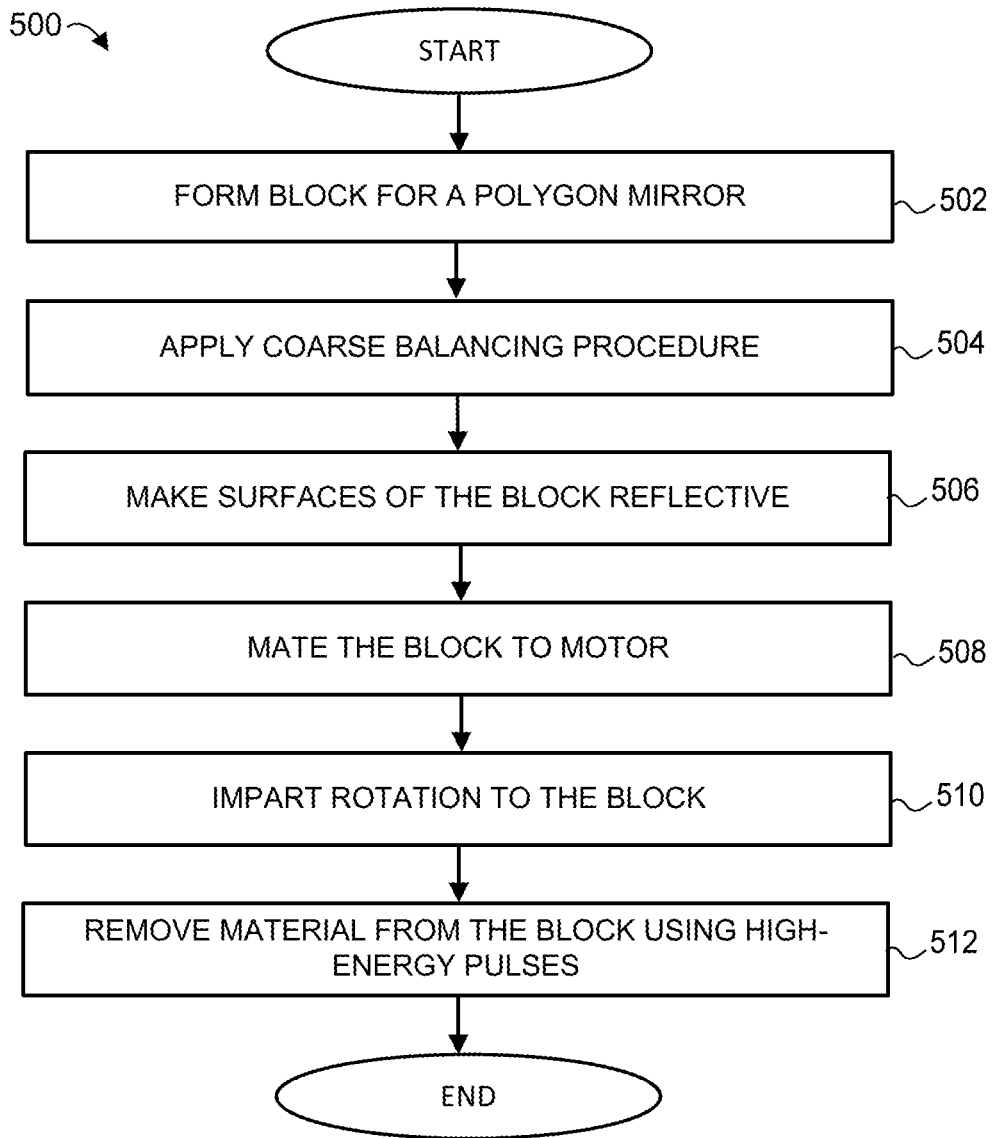 500
START
FORM BLOCK FOR A POLYGON MIRROR
502
APPLY COARSE BALANCING PROCEDURE
504
MAKE SURFACES OF THE BLOCK REFLECTIVE
506
MATE THE BLOCK TO MOTOR
508
IMPART ROTATION TO THE BLOCK
510
REMOVE MATERIAL FROM THE BLOCK USING HIGH-
ENERGY PULSES
512
END